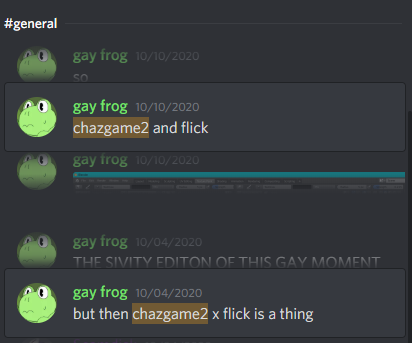 #general
gay frog 10/10/2020
so
gay frog 10/10/2020
chazgame2 and flick
gay frog 10/10/2020
gay frog 10/04/2020
THE SIVITY EDITON OF THIS GAY MOMENT
gay frog 10/04/2020
but then chazgame2 x flick is a thing